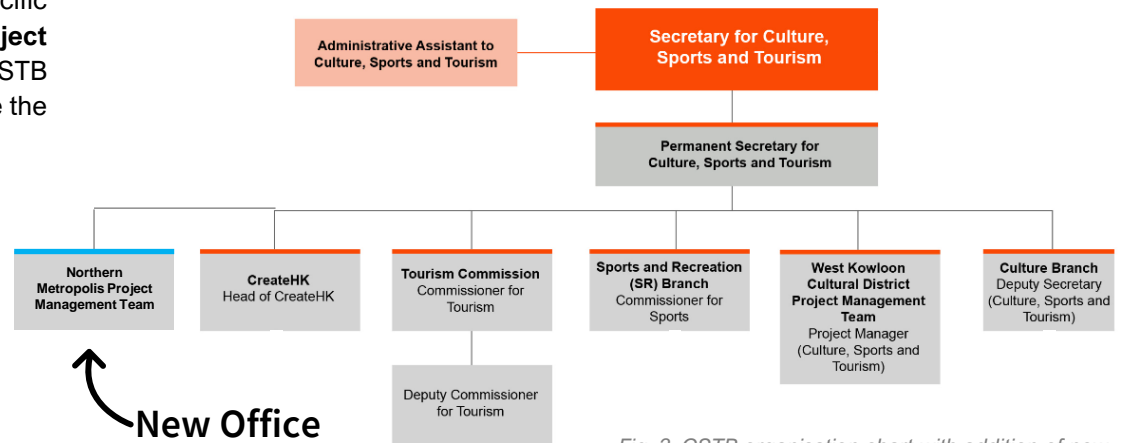 ject
STB
the
Administrative Assistant to
Culture, Sports and Tourism
Secretary for Culture,
Sports and Tourism
Permanent Secretary for
Culture, Sports and Tourism
Northern
Metropolis Project
Management Team
CreateHK
Head of CreateHK
Tourism Commission
Commissioner for
Tourism
Sports and Recreation
(SR) Branch
Commissioner for
Sports
West Kowloon
Cultural District
Project Management
Team
Project Manager
(Culture, Sports and
Tourism)
Culture Branch
Deputy Secretary
(Culture, Sports and
Tourism)
Deputy Commissioner
for Tourism
New Office